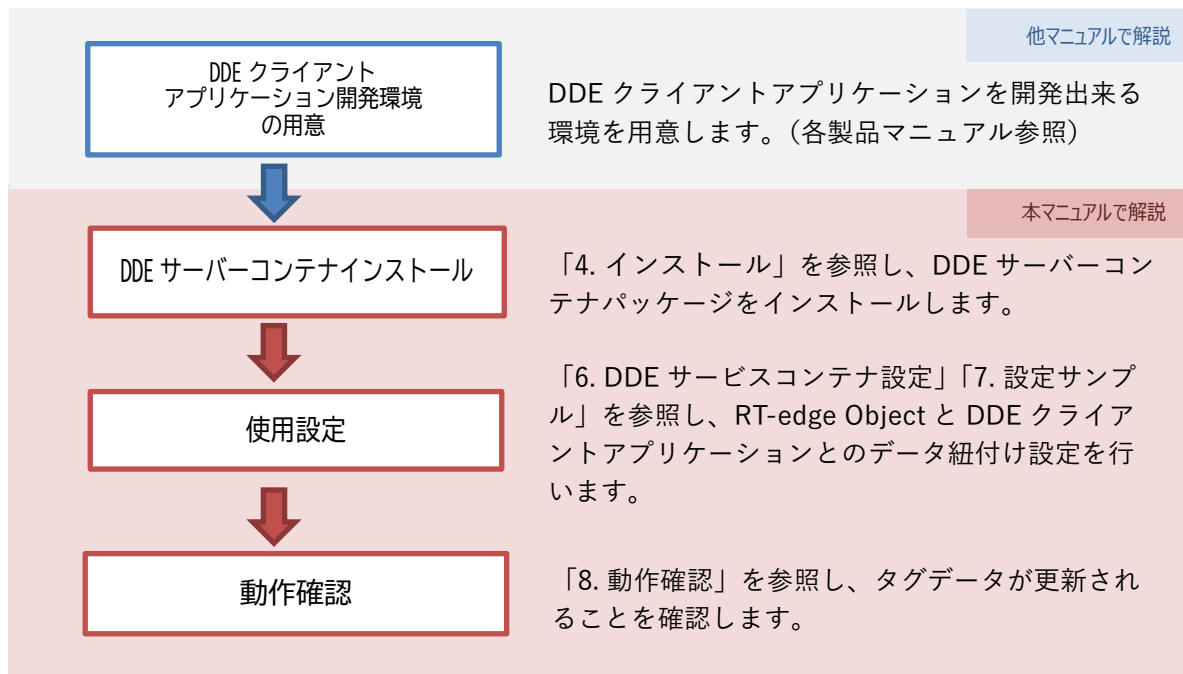 他マニュアルで解説
DDE クライアント
アプリケーション開発環境
の用意
DDE クライアントアプリケーションを開発出来る
環境を用意します。（各製品マニュアル参照）
本マニュアルで解説
DDE サーバーコンテナインストール
「4. インストール」を参照し、DDE サーバーコン
テナパッケージをインストールします。
使用設定
「6. DDE サービスコンテナ設定」「7. 設定サンプ
ル」を参照し、RT-edge Object と DDE クライア
ントアプリケーションとのデータ紐付け設定を行
います。
動作確認
「8. 動作確認」を参照し、タグデータが更新され
ることを確認します。